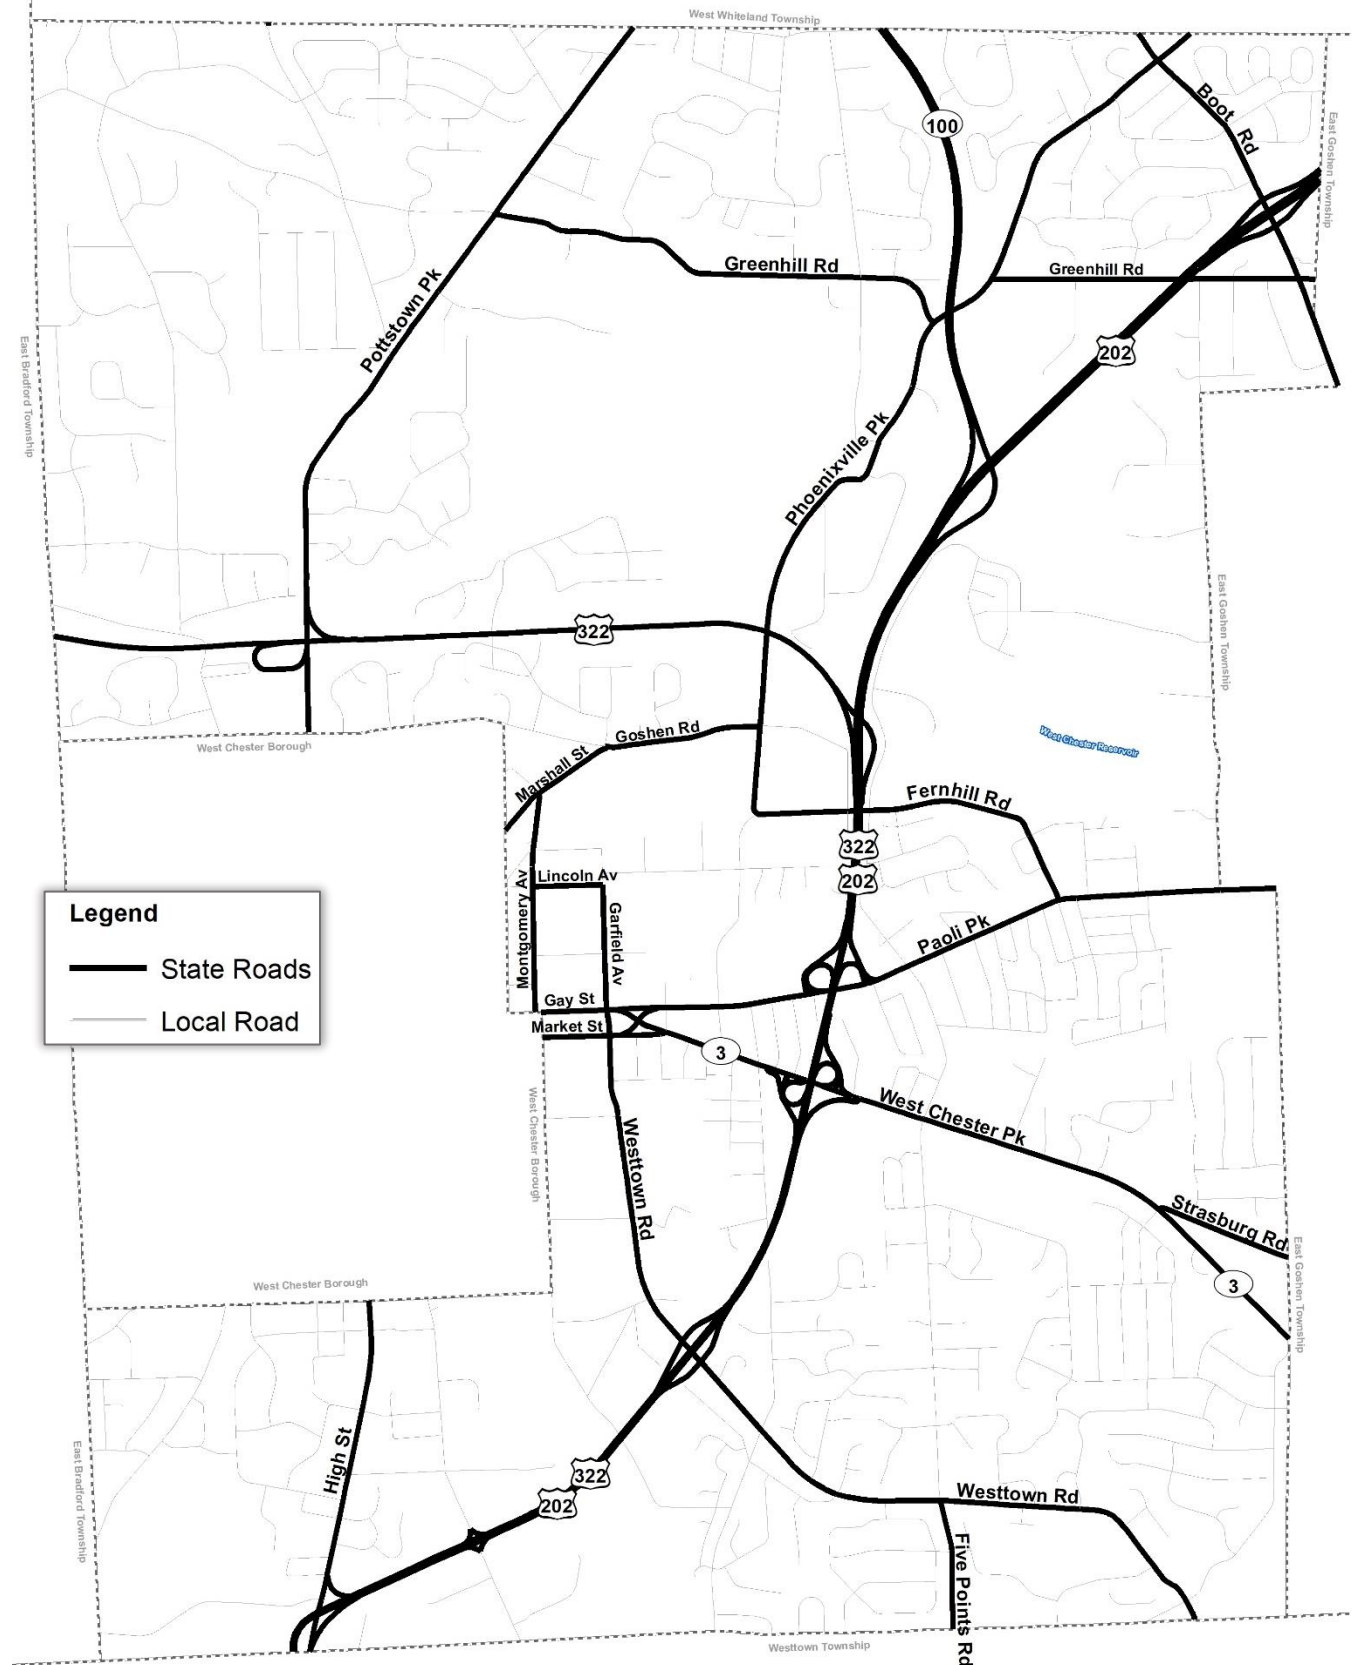 West Whiteland Township
100
Boot Rd
East Goshen Township
Greenhill Rd
Greenhill Rd
Pottstown Pk
202
East Bradford Township
Phoenixville Pk
322
East Goshen Township
West Chester Borough
Goshen Rd
West Chester Reservoir
Marshall St
Fernhill Rd
322
202
Lincoln Av
Montgomery Av
Garfield Av
Paoli Pk
Legend
State Roads
Local Road
Gay St
Market St
3
West Chester Pk
West Chester Borough
Westtown Rd
Strasburg Rd
East Goshen Township
3
West Chester Borough
High St
East Bradford Township
322
202
Westtown Rd
Five Points Rd
Westtown Township